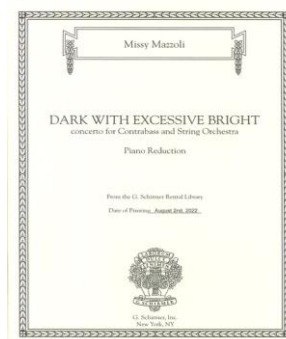 Missy Mazzoli
DARK WITH EXCESSIVE BRIGHT
concerto for Contrabass and String Orchestra
Piano Reduction
From the G. Schirmer Rental Library
Date of Printing: August 2nd, 2022
G. Schirmer, Inc.
New York, NY